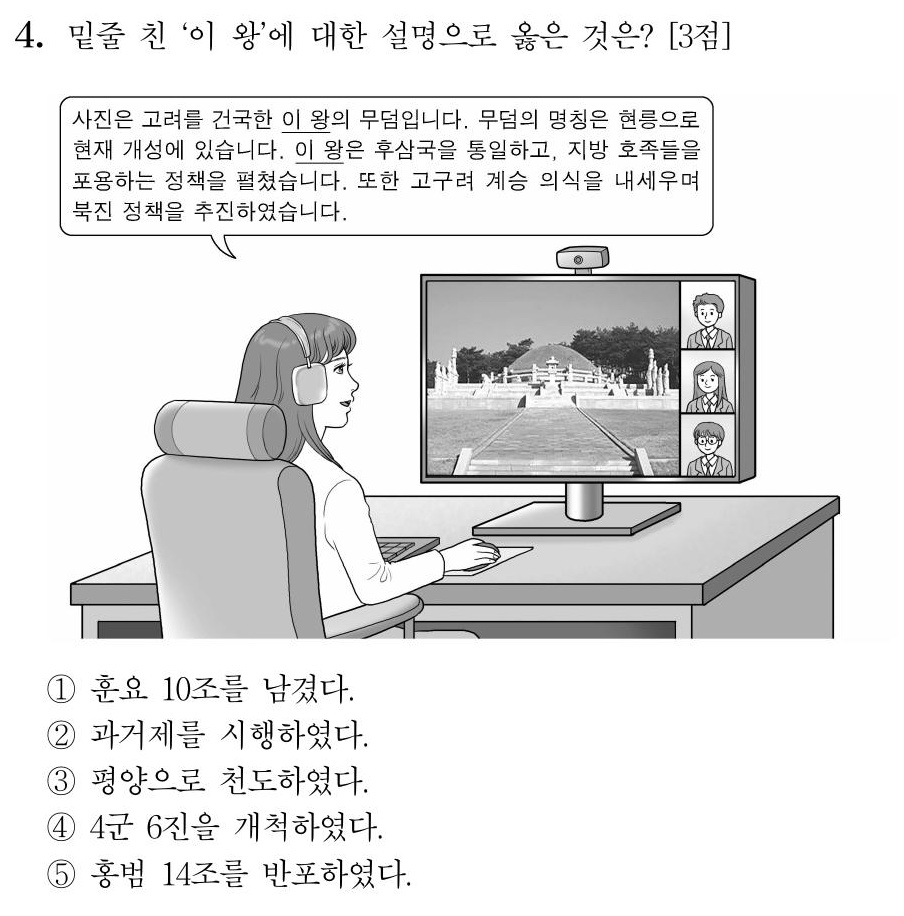 4. 밑줄 친 ‘이 왕’에 대한 설명으로 옳은 것은? [3점]
사진은 고려를 건국한 이 왕의 무덤입니다. 무덤의 명칭은 현릉으로
현재 개성에 있습니다. 이 왕은 후삼국을 통일하고, 지방 호족들을
포용하는 정책을 펼쳤습니다. 또한 고구려 계승 의식을 내세우며
북진 정책을 추진하였습니다.
① 훈요 10조를 남겼다.
② 과거제를 시행하였다.
③ 평양으로 천도하였다.
④ 4군 6진을 개척하였다.
⑤ 홍범 14조를 반포하였다.